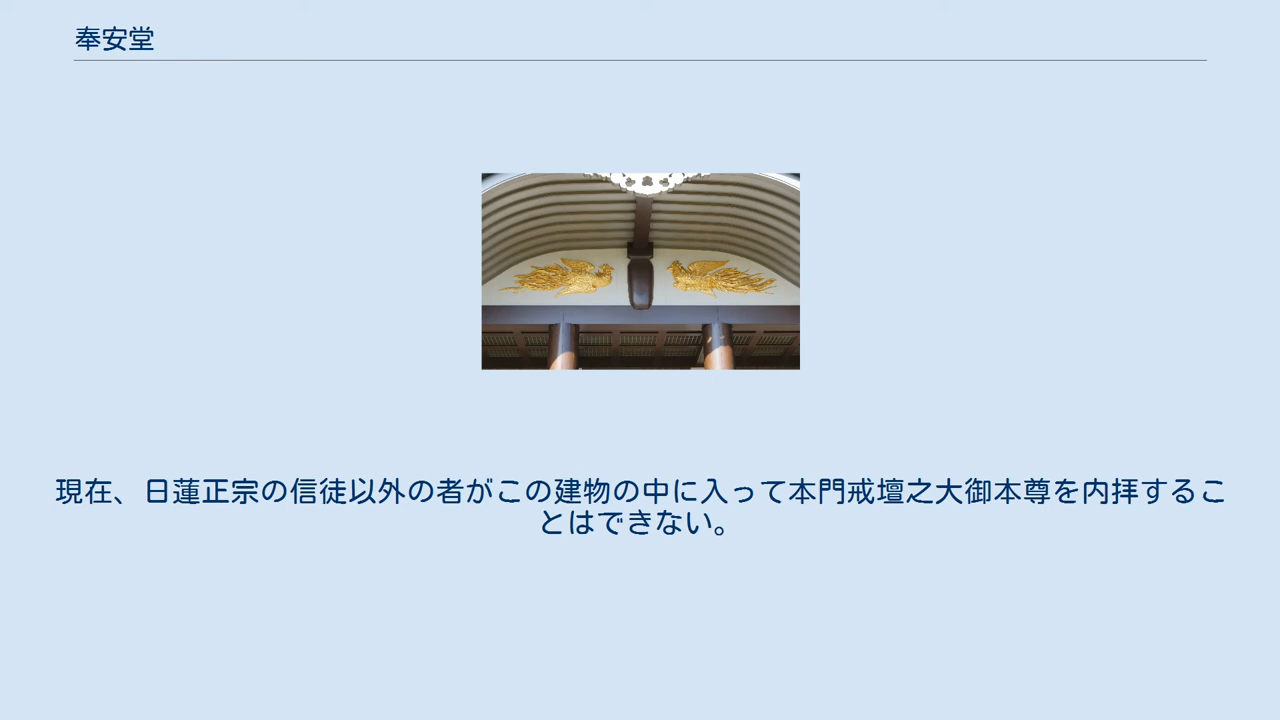 奉安堂
現在、日蓮正宗の信徒以外の者がこの建物の中に入って本門戒壇之大御本尊を内拝するこ
とはできない。